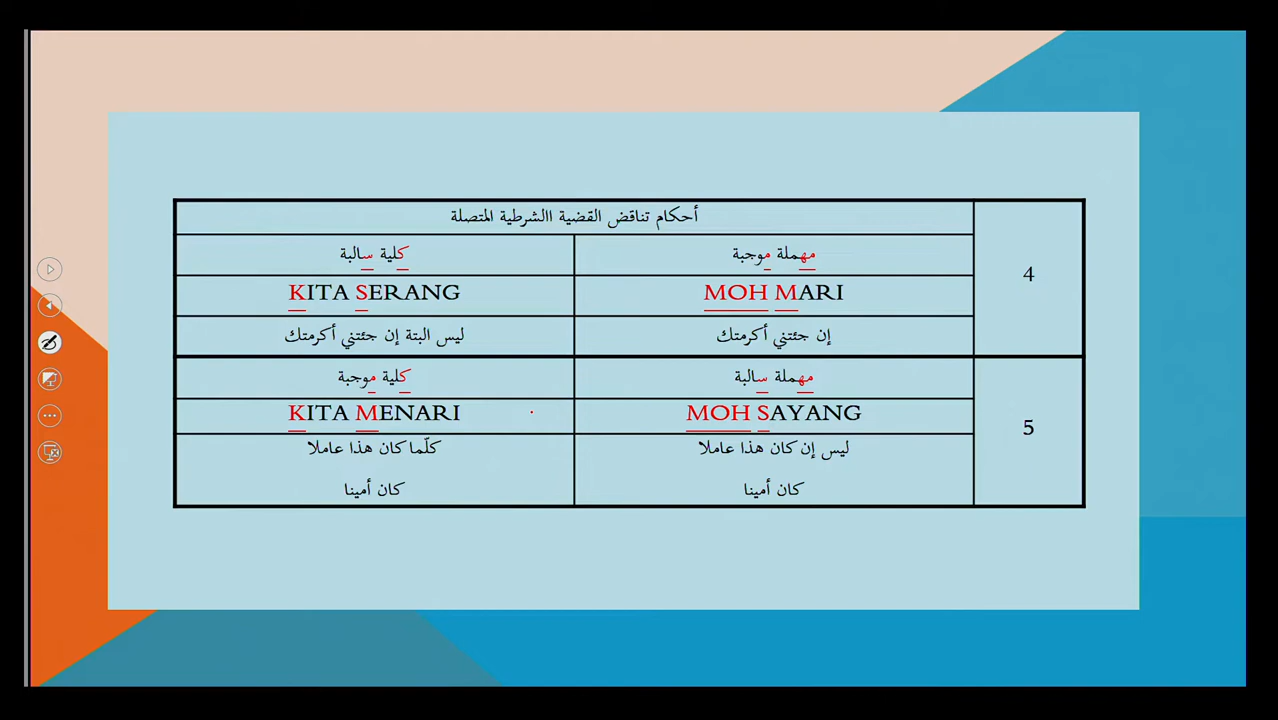 أحكام تناقض القضية االشرطية المتصلة
4
مهملة موجبة
كلية سالبة
MOH MARI
KITA SERANG
إن جئتني أكرمتك
ليس البتة إن جئتني أكرمتك
5
مهملة سالبة
كلية موجبة
MOH SAYANG
KITA MENARI
ليس إن كان هذا عاملا
كان أمينا
كلّما كان هذا عاملا
كان أمينا